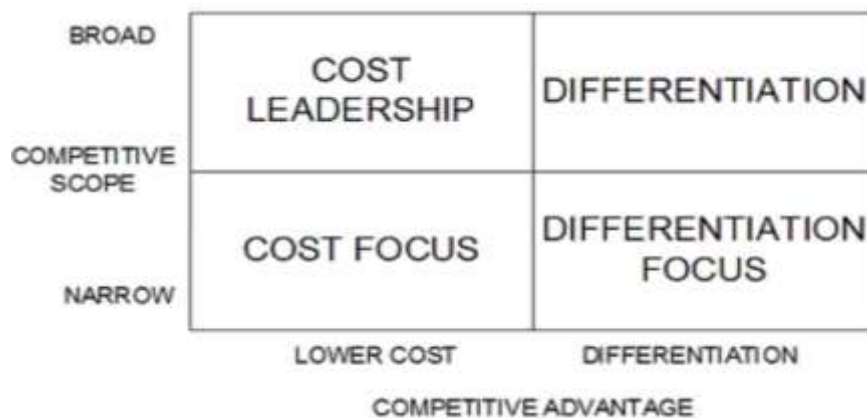 BROAD
COST
LEADERSHIP
DIFFERENTIATION
COMPETITIVE
SCOPE
COST FOCUS
DIFFERENTIATION
FOCUS
NARROW
LOWER COST
DIFFERENTIATION
COMPETITIVE ADVANTAGE